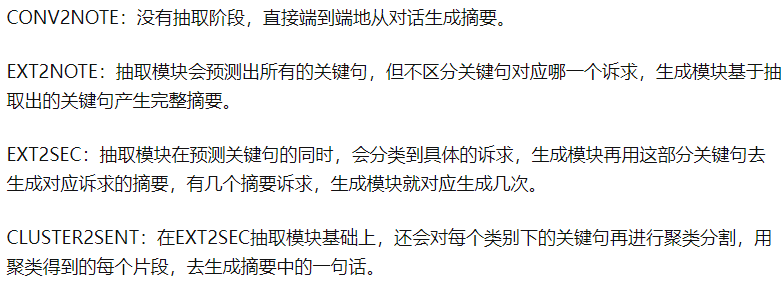 CONV2NOTE：没有抽取阶段，直接端到端地从对话生成摘要。
EXT2NOTE：抽取模块会预测出所有的关键句，但不区分关键句对应哪一个诉求，生成模块基于抽
取出的关键句产生完整摘要。
EXT2SEC：抽取模块在预测关键句的同时，会分类到具体的诉求，生成模块再用这部分关键句去
生成对应诉求的摘要，有几个摘要诉求，生成模块就对应生成几次。
CLUSTER2SENT：在EXT2SEC抽取模块基础上，还会对每个类别下的关键句再进行聚类分割，用
聚类得到的每个片段，去生成摘要中的一句话。